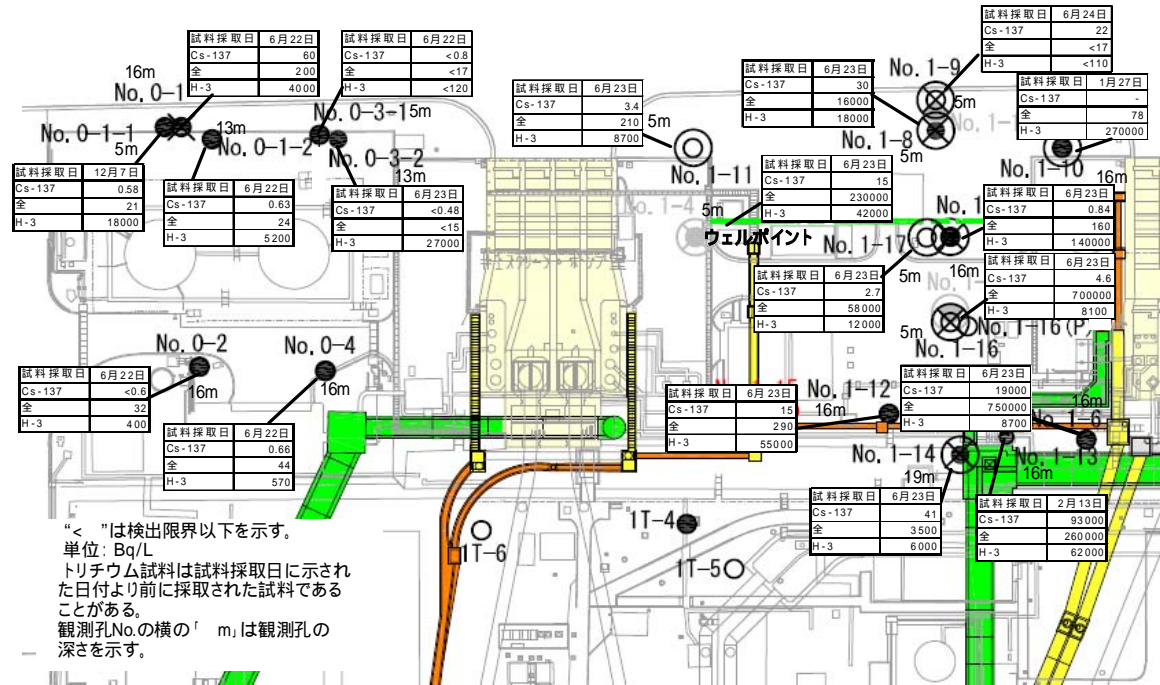 試料採取日 6月22日
Cs-137 60
全 200
H-3 4000
試料採取日 6月22日
Cs-137 <0.8
全 <17
H-3 <120
試料採取日 6月24日
Cs-137 22
全 <17
H-3 <110
試料採取日 6月23日
Cs-137 3.4
全 210
H-3 8700
試料採取日 6月23日
Cs-137 30
全 16000
H-3 18000
試料採取日 1月27日
Cs-137 -
全 78
H-3 270000
16m
No. 0-1
No. 0-1-1
5m
13m
No. 0-1-2
No. 0-3-1 5m
No. 0-3-2
13m
5m
No. 1-11
No. 1-9
5m
No. 1-8
5m
No. 1-10
16m
試料採取日 12月7日
Cs-137 0.58
全 21
H-3 18000
試料採取日 6月22日
Cs-137 0.63
全 24
H-3 5200
試料採取日 6月23日
Cs-137 <0.48
全 <15
H-3 27000
試料採取日 6月23日
Cs-137 15
全 230000
H-3 42000
試料採取日 6月23日
Cs-137 0.84
全 160
H-3 140000
No. 1-4
5m
ウェルポイント
No. 1-17
5m
No. 1
16m
試料採取日 6月23日
Cs-137 2.7
全 58000
H-3 12000
試料採取日 6月23日
Cs-137 4.6
全 700000
H-3 8100
5m
No. 1-16(P)
No. 1-16
No. 0-2
16m
No. 0-4
16m
試料採取日 6月22日
Cs-137 <0.6
全 32
H-3 400
試料採取日 6月22日
Cs-137 0.66
全 44
H-3 570
試料採取日 6月23日
Cs-137 15
全 290
H-3 55000
No. 1-12
16m
試料採取日 6月23日
Cs-137 19000
全 750000
H-3 8700
16m
No. 1-6
No. 1-13
16m
No. 1-14
19m
試料採取日 6月23日
Cs-137 41
全 3500
H-3 6000
試料採取日 2月13日
Cs-137 93000
全 260000
H-3 62000
1T-6
1T-4
1T-5
“< ”は検出限界以下を示す。
単位: Bq/L
トリチウム試料は試料採取日に示され
た日付より前に採取された試料である
ことがある。
観測孔No.の横の「 m」は観測孔の
深さを示す。